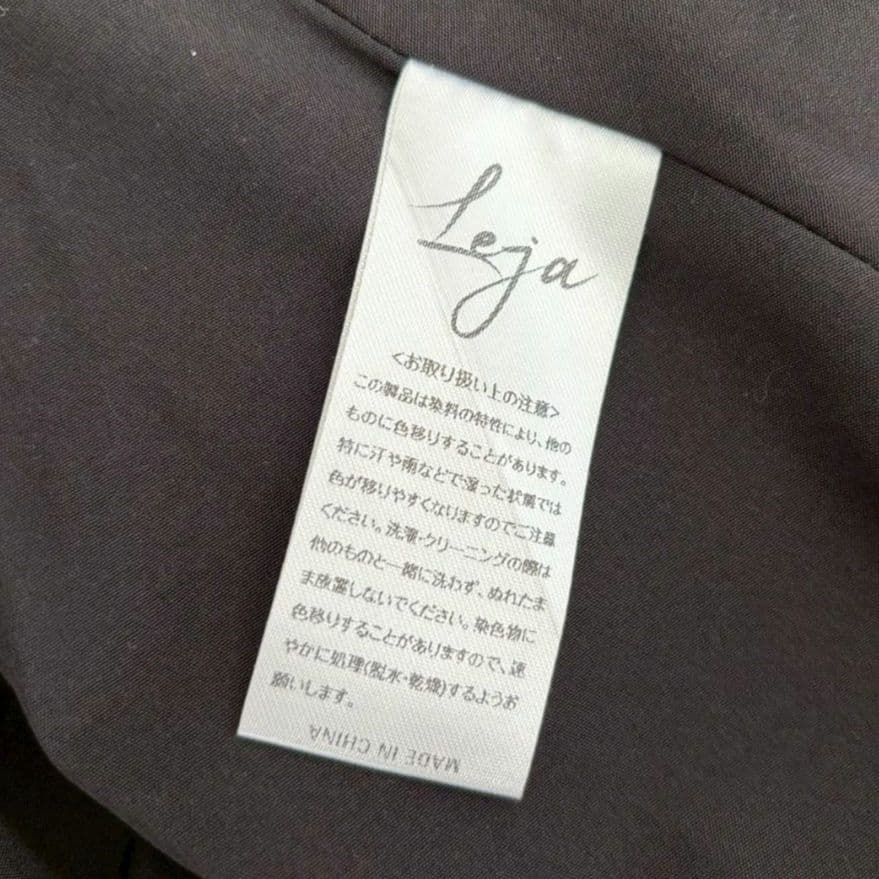 Leja
<お取り扱い上の注意>
この製品は染料の特性により、他の
ものに色移りすることがあります。
特に汗や雨などで湿った状態では
色が移りやすくなりますのでご注意
ください。洗濯・クリーニングの際は
他のものと一緒に洗わず、ぬれたま
ま放置しないでください。染色物に
色移りすることがありますので、速
やかに処理(脱水・乾燥)するようお
願いします。
MADE IN CHINA